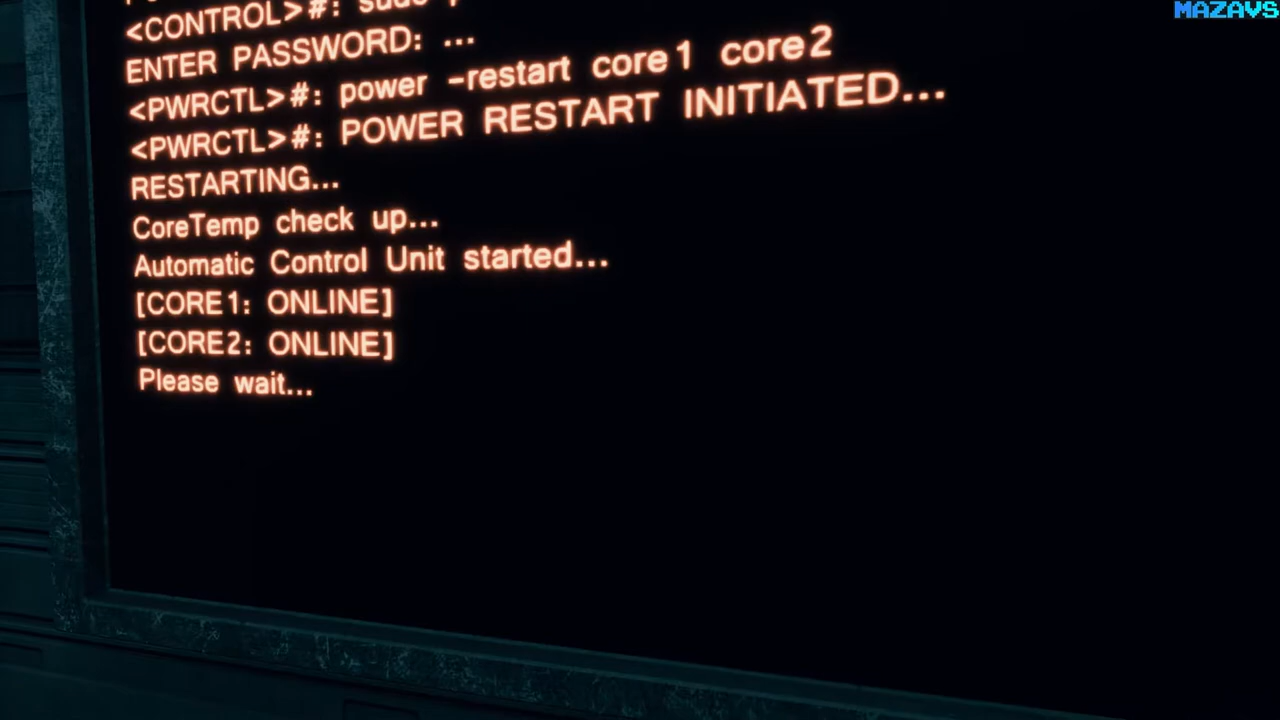 MAZAVS
<CONTROL>#: sudo
ENTER PASSWORD: ...
<PWRCTL>#: power -restart core1 core2
<PWRCTL>#: POWER RESTART INITIATED...
RESTARTING...
CoreTemp check up...
Automatic Control Unit started...
[CORE1: ONLINE]
[CORE2: ONLINE]
Please wait...